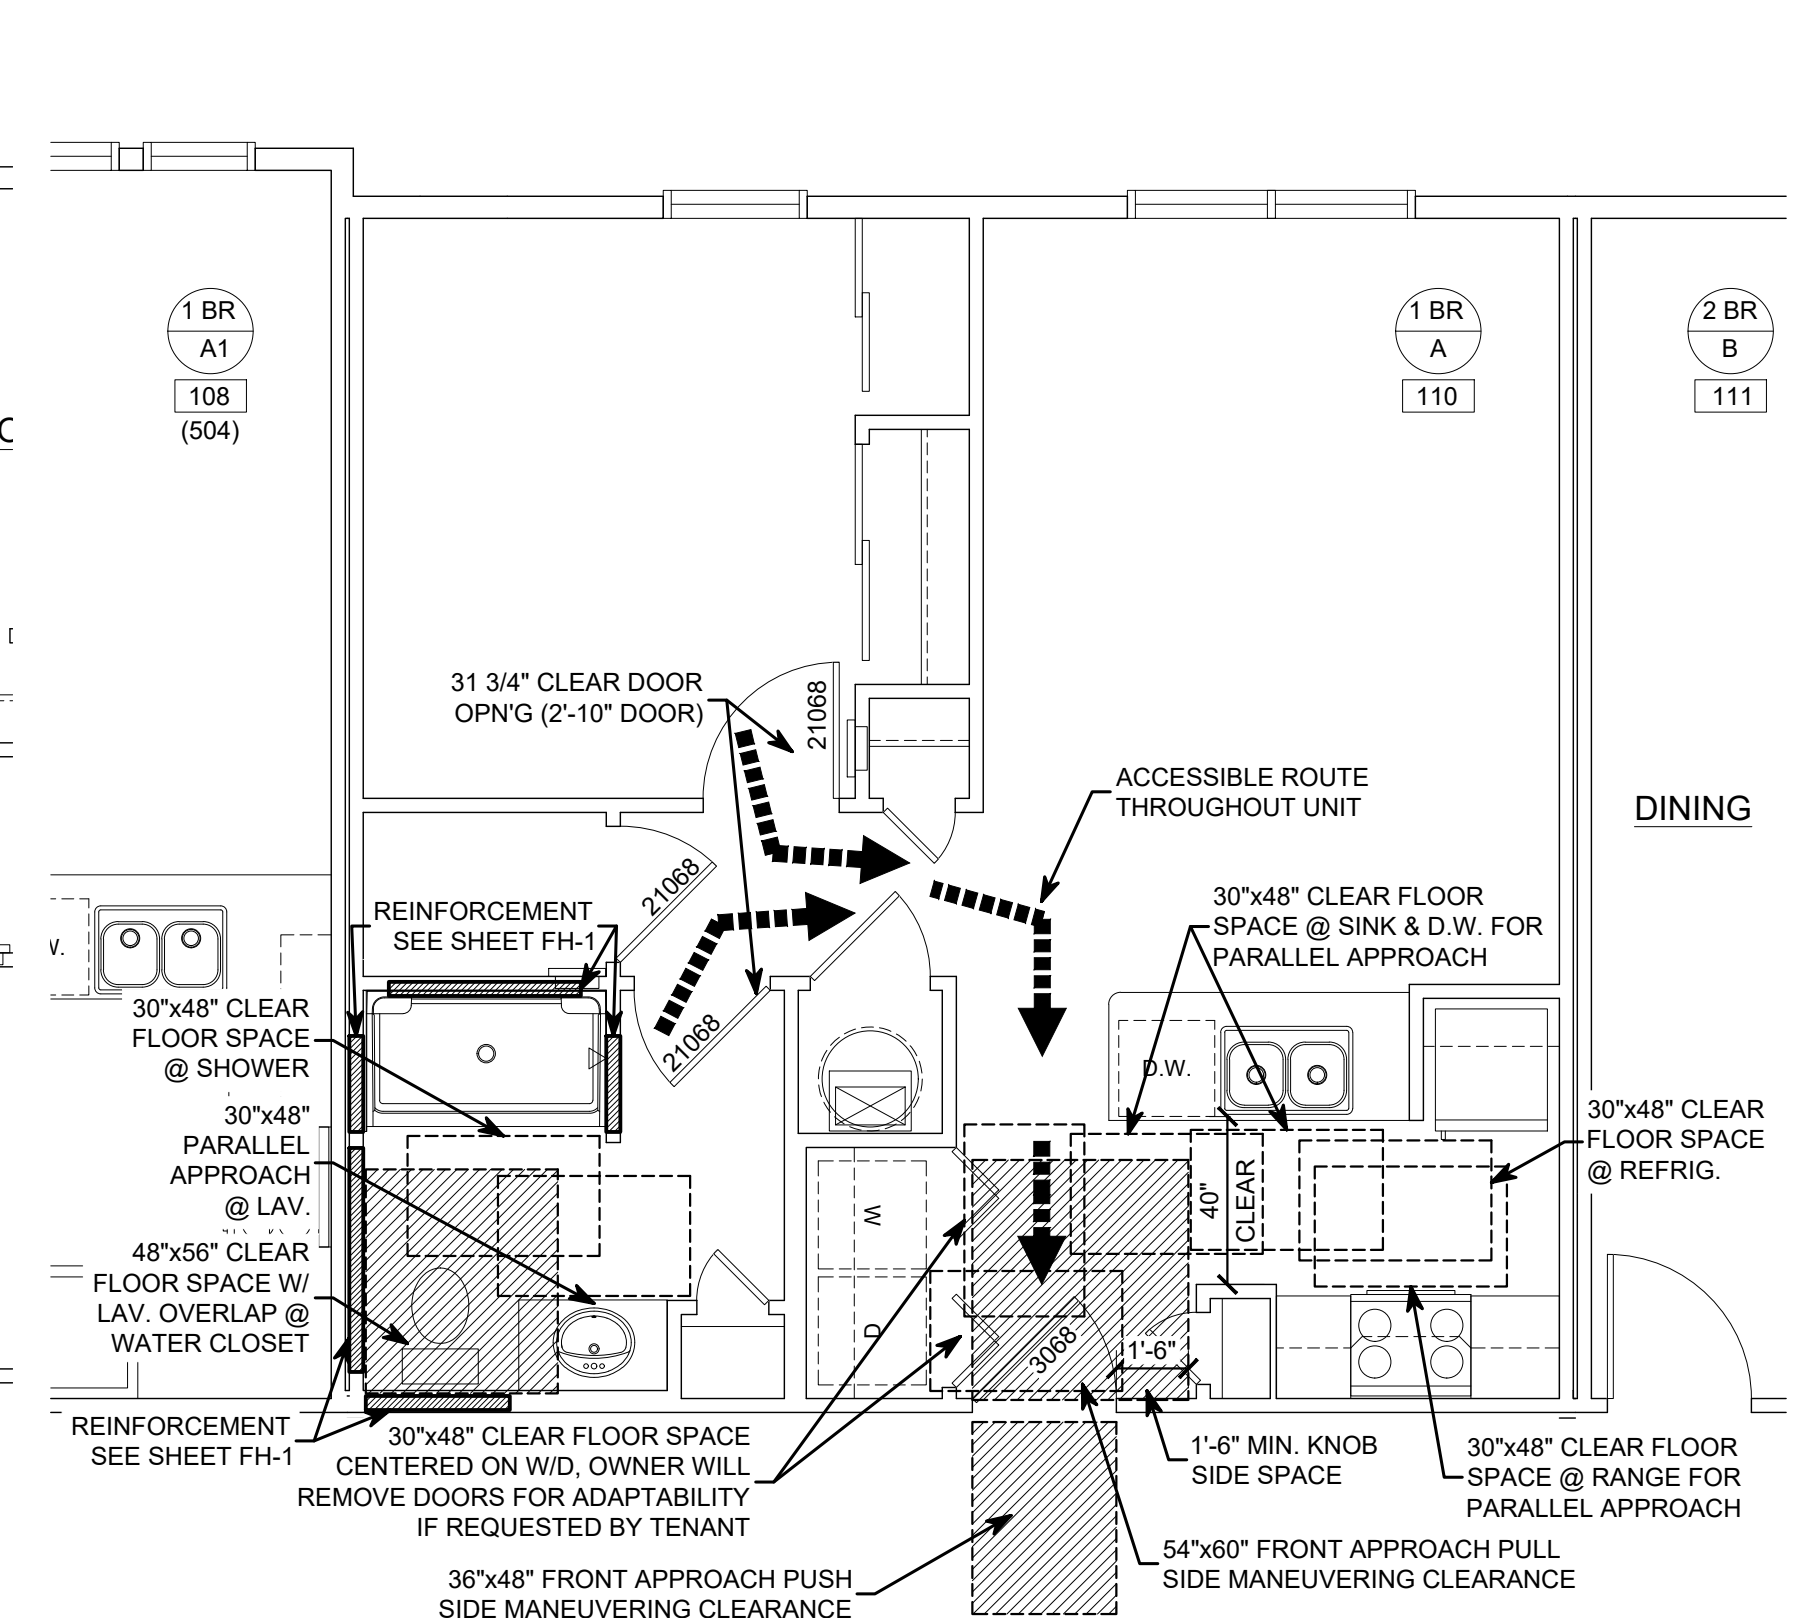 1 BR
A1
108
(504)
1 BR
A
110
2 BR
B
111
31 3/4" CLEAR DOOR
OPN'G (2'-10" DOOR)
21068
ACCESSIBLE ROUTE
THROUGHOUT UNIT
DINING
21068
30"x48" CLEAR FLOOR
SPACE @ SINK & D.W. FOR
PARALLEL APPROACH
REINFORCEMENT
SEE SHEET FH-1
21068
W.
30"x48" CLEAR
FLOOR SPACE
@ SHOWER
D.W.
30"x48"
PARALLEL
APPROACH
@ LAV.
30"x48" CLEAR
FLOOR SPACE
@ REFRIG.
40"
CLEAR
W
D
48"x56" CLEAR
FLOOR SPACE W/
LAV. OVERLAP @
WATER CLOSET
3068
1'-6"
REINFORCEMENT
SEE SHEET FH-1
30"x48" CLEAR FLOOR SPACE
CENTERED ON W/D, OWNER WILL
REMOVE DOORS FOR ADAPTABILITY
IF REQUESTED BY TENANT
1'-6" MIN. KNOB
SIDE SPACE
30"x48" CLEAR FLOOR
SPACE @ RANGE FOR
PARALLEL APPROACH
54"x60" FRONT APPROACH PULL
SIDE MANEUVERING CLEARANCE
36"x48" FRONT APPROACH PUSH
SIDE MANEUVERING CLEARANCE